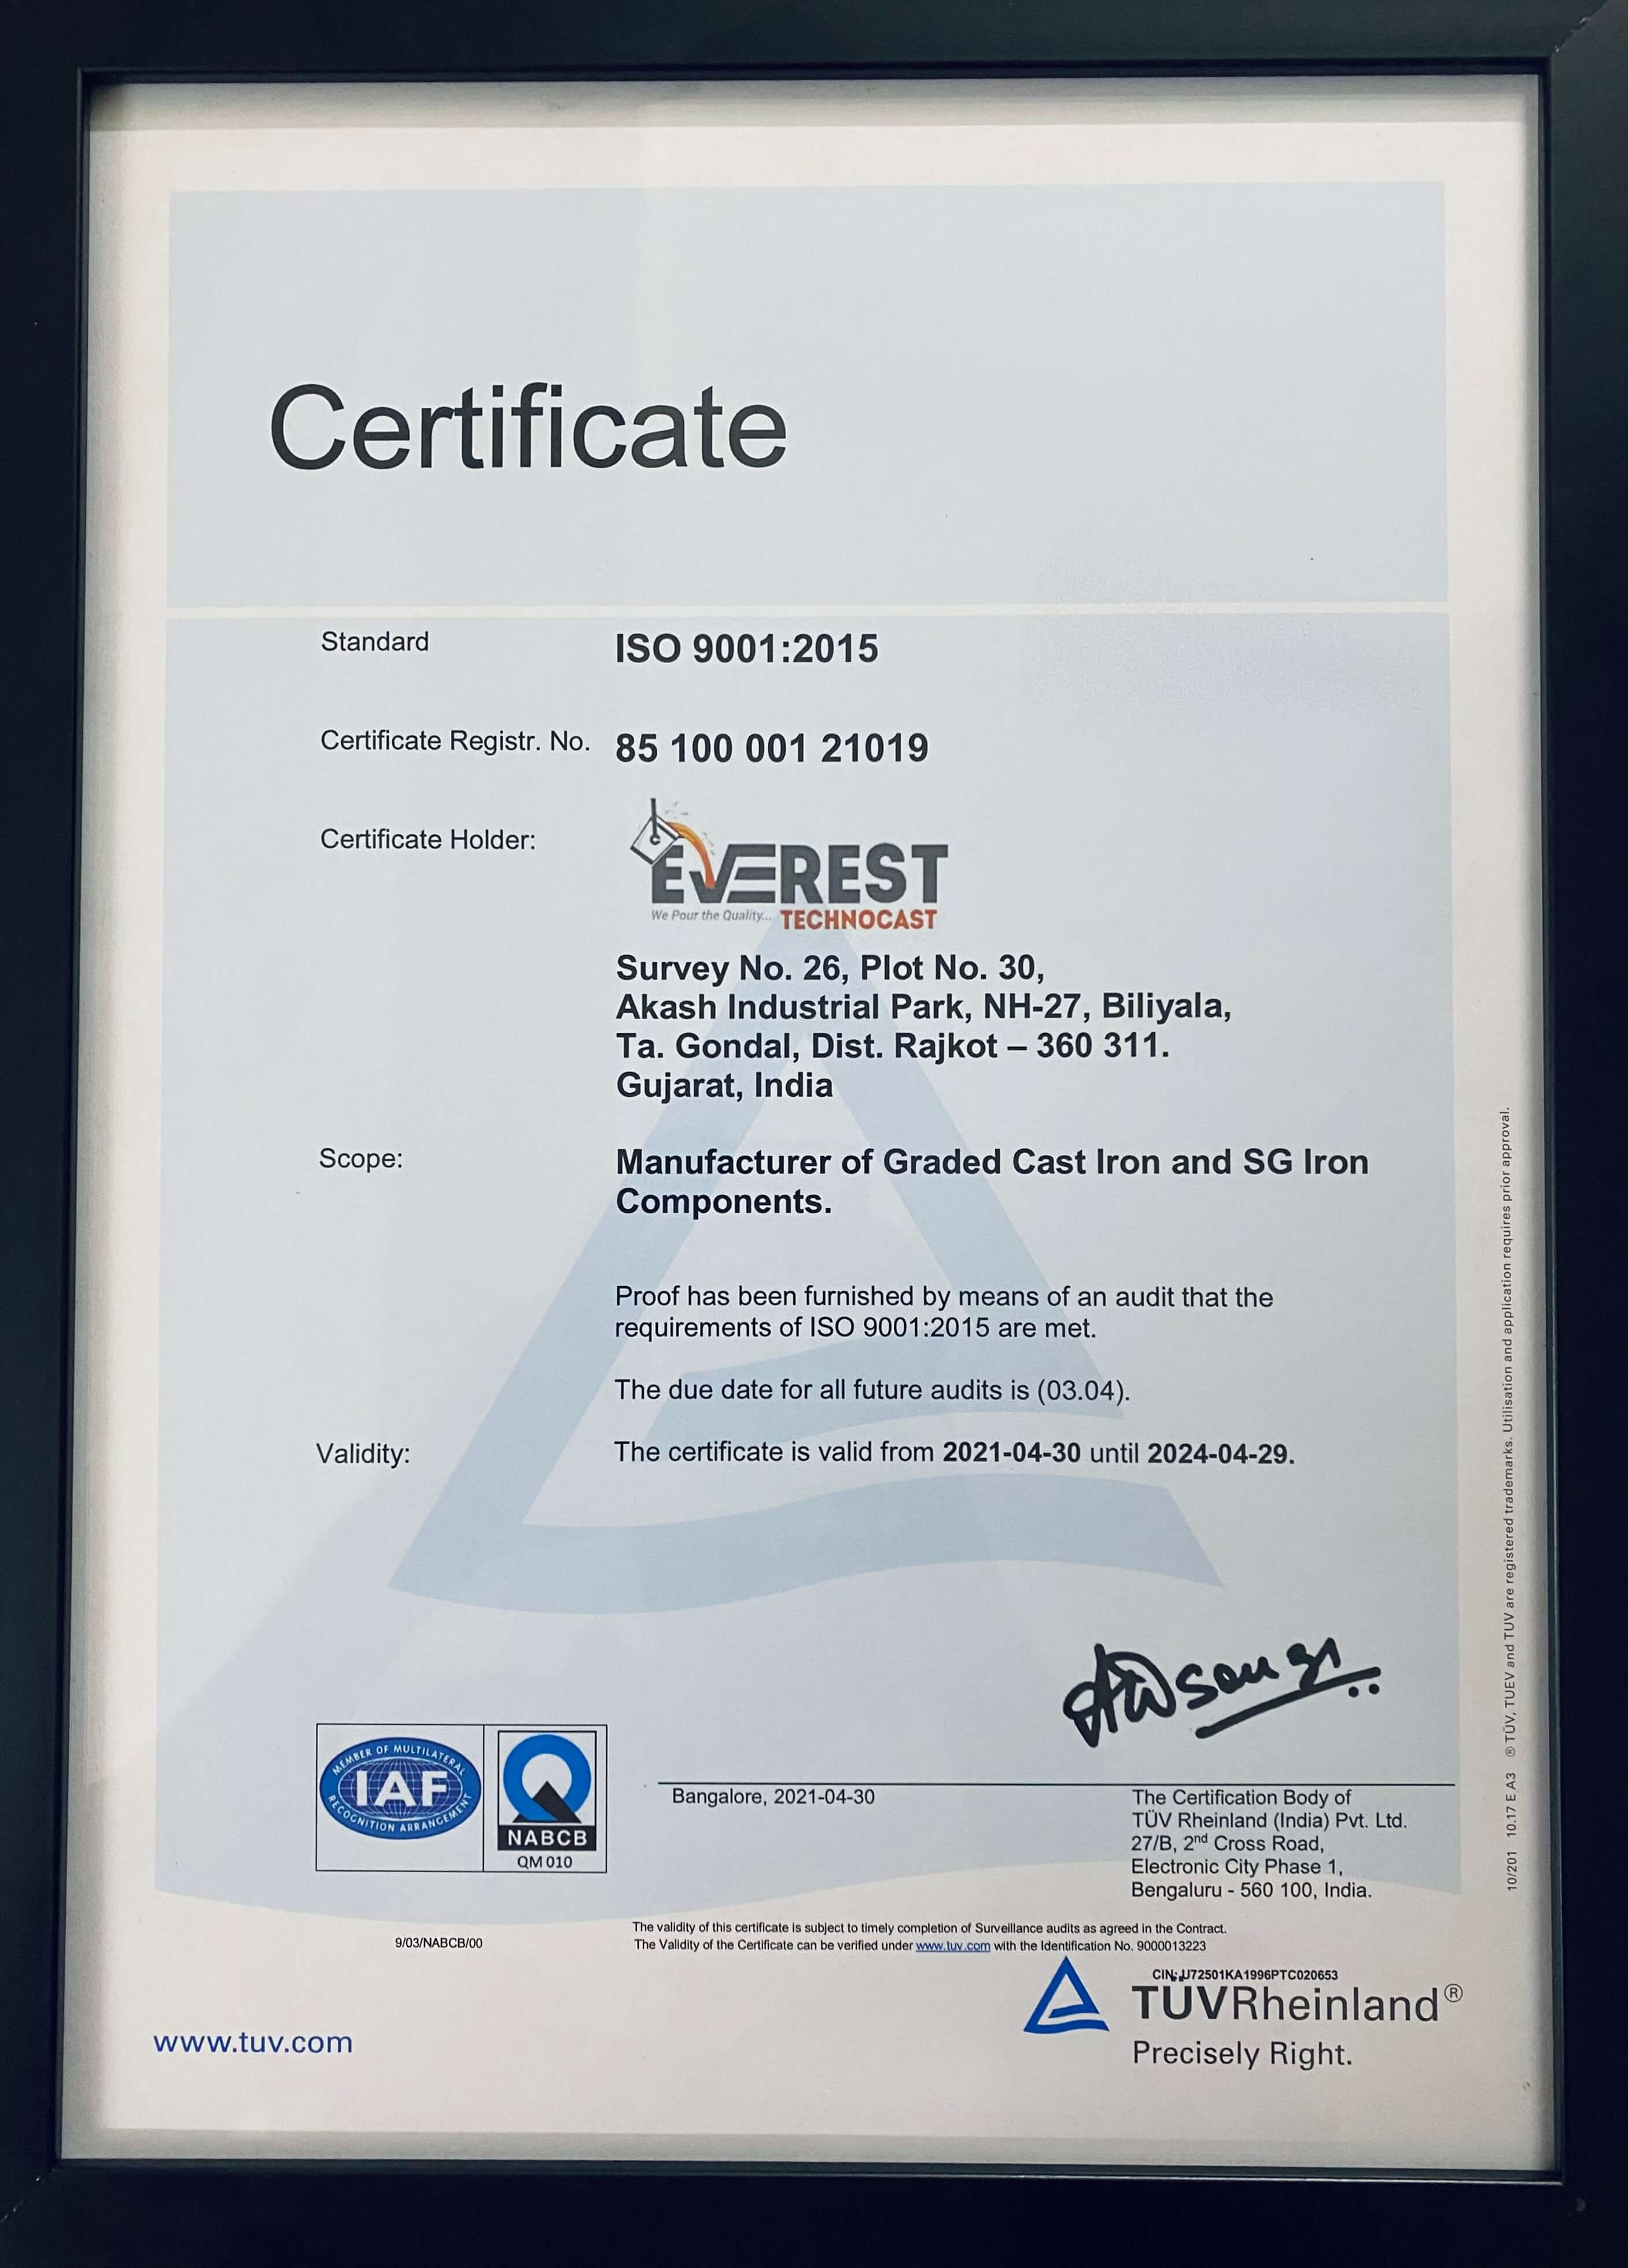 Certificate
Standard ISO 9001:2015
Certificate Registr. No. 85 100 001 21019
Certificate Holder:
EVEREST
We Pour the Quality... TECHNOCAST
Survey No. 26, Plot No. 30,
Akash Industrial Park, NH-27, Biliyala,
Ta. Gondal, Dist. Rajkot – 360 311.
Gujarat, India
Scope: Manufacturer of Graded Cast Iron and SG Iron
Components.
Proof has been furnished by means of an audit that the
requirements of ISO 9001:2015 are met.
The due date for all future audits is (03.04).
Validity: The certificate is valid from 2021-04-30 until 2024-04-29.
MEMBER OF MULTILATERAL
IAF
RECOGNITION ARRANGEMENT
NABCB
QM 010
Bangalore, 2021-04-30
The Certification Body of
TÜV Rheinland (India) Pvt. Ltd.
27/B, 2nd Cross Road,
Electronic City Phase 1,
Bengaluru - 560 100, India.
9/03/NABCB/00
The validity of this certificate is subject to timely completion of Surveillance audits as agreed in the Contract.
The Validity of the Certificate can be verified under www.tuv.com with the Identification No. 9000013223
CIN: U72501KA1996PTC020653
TÜVRheinland®
Precisely Right.
www.tuv.com
10/201 10.17 E A3 ® TÜV, TUEV and TUV are registered trademarks. Utilisation and application requires prior approval.